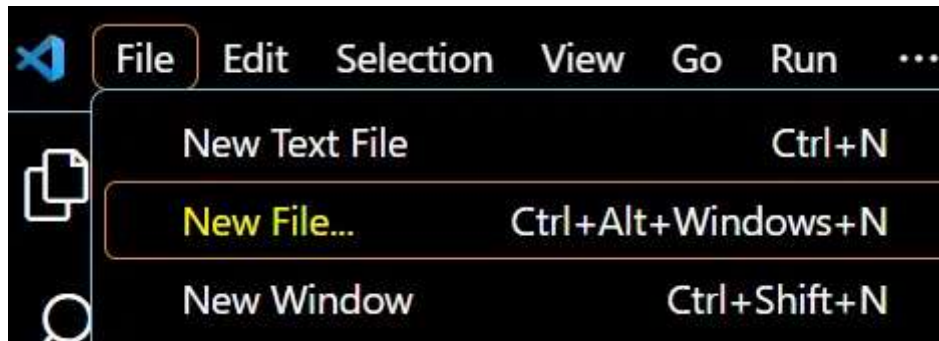 File Edit Selection View Go Run ...
New Text File Ctrl+N
New File... Ctrl+Alt+Windows+N
New Window Ctrl+Shift+N